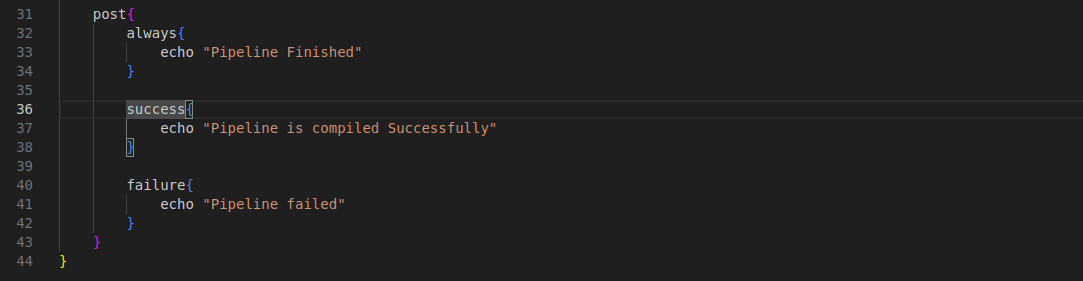 31 post{
32 always{
33 echo "Pipeline Finished"
34 }
35
36 success{
37 echo "Pipeline is compiled Successfully"
38 }
39
40 failure{
41 echo "Pipeline failed"
42 }
43 }
44 }